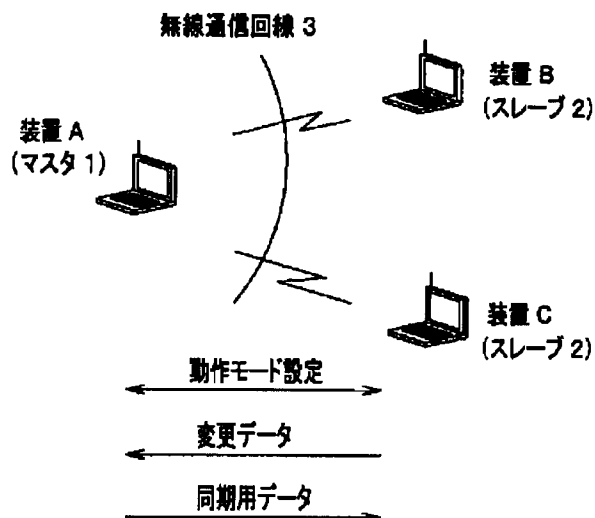 無線通信回線 3
装置 B
(スレーブ 2)
装置 A
(マスタ 1)
装置 C
(スレーブ 2)
動作モード設定
変更データ
同期用データ